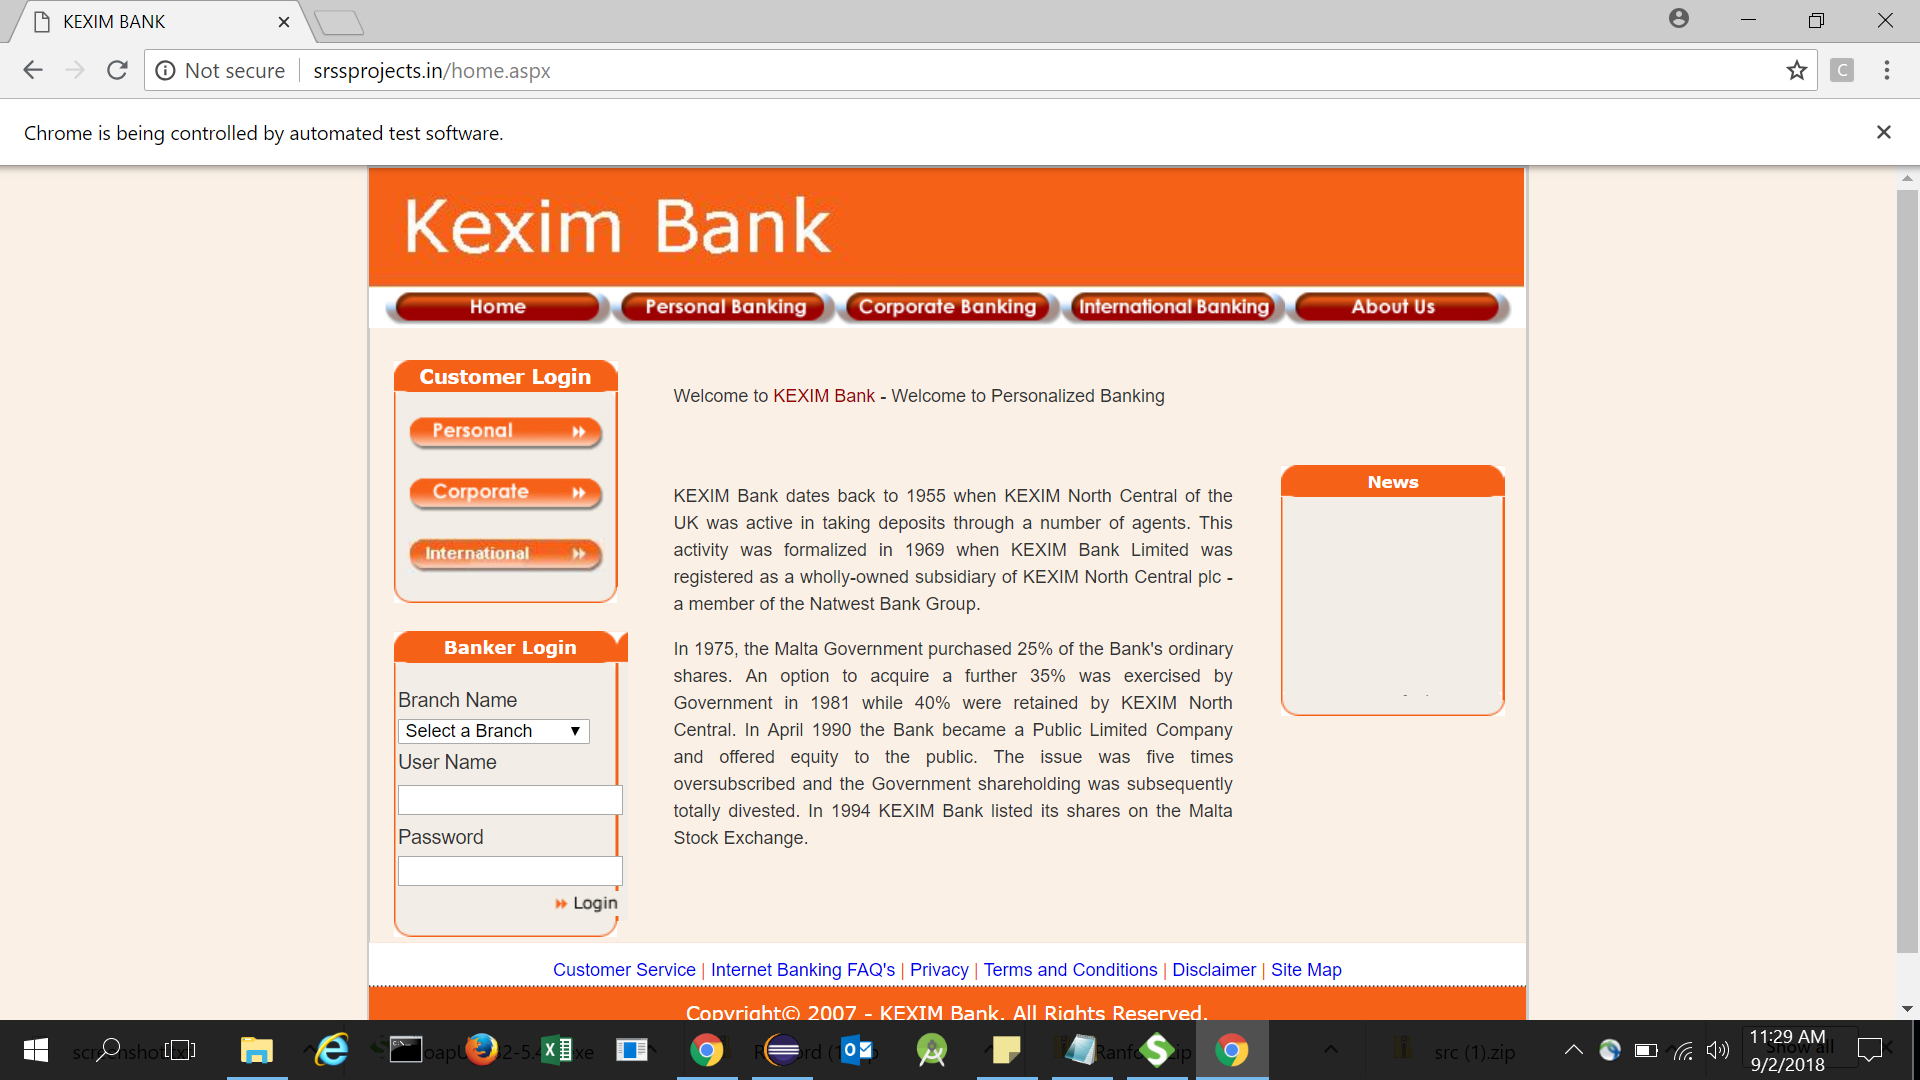 KEXIM BANK
Not secure
srssprojects.in/home.aspx
C
Chrome is being controlled by automated test software.
Kexim Bank
Home
Personal Banking
Corporate Banking
International Banking
About Us
Customer Login
Personal
Corporate
International
Banker Login
Branch Name
Select a Branch
User Name
Password
Login
Welcome to KEXIM Bank - Welcome to Personalized Banking
KEXIM Bank dates back to 1955 when KEXIM North Central of the
UK was active in taking deposits through a number of agents. This
activity was formalized in 1969 when KEXIM Bank Limited was
registered as a wholly-owned subsidiary of KEXIM North Central plc -
a member of the Natwest Bank Group.
In 1975, the Malta Government purchased 25% of the Bank's ordinary
shares. An option to acquire a further 35% was exercised by
Government in 1981 while 40% were retained by KEXIM North
Central. In April 1990 the Bank became a Public Limited Company
and offered equity to the public. The issue was five times
oversubscribed and the Government shareholding was subsequently
totally divested. In 1994 KEXIM Bank listed its shares on the Malta
Stock Exchange.
News
Customer Service | Internet Banking FAQ's | Privacy | Terms and Conditions | Disclaimer | Site Map
Copyright© 2007 - KEXIM Bank. All Rights Reserved.
src (1).zip
Show all
11:29 AM
9/2/2018